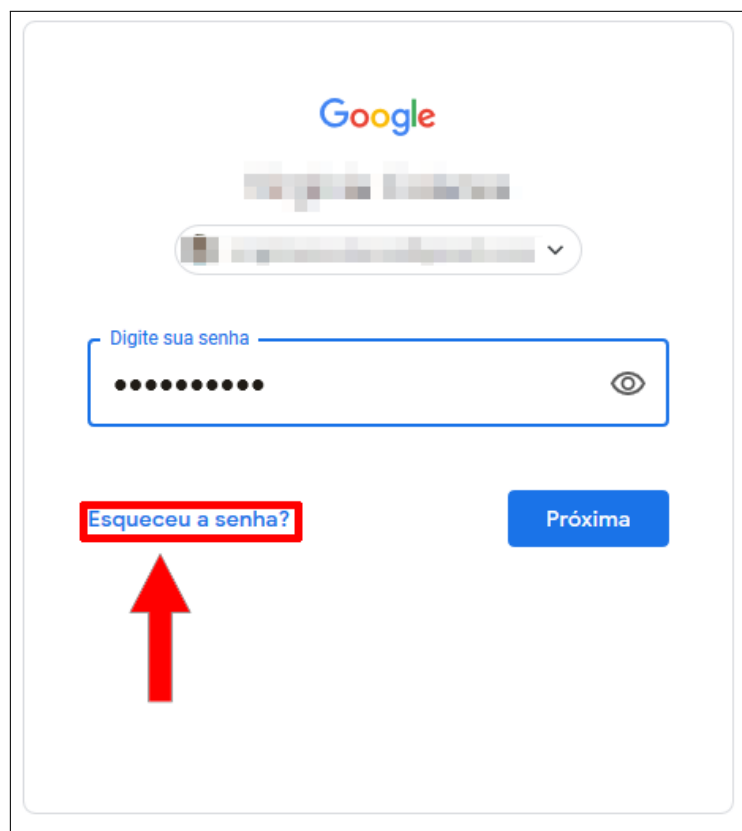 Google
Digite sua senha
••••••••••
Esqueceu a senha?
Próxima